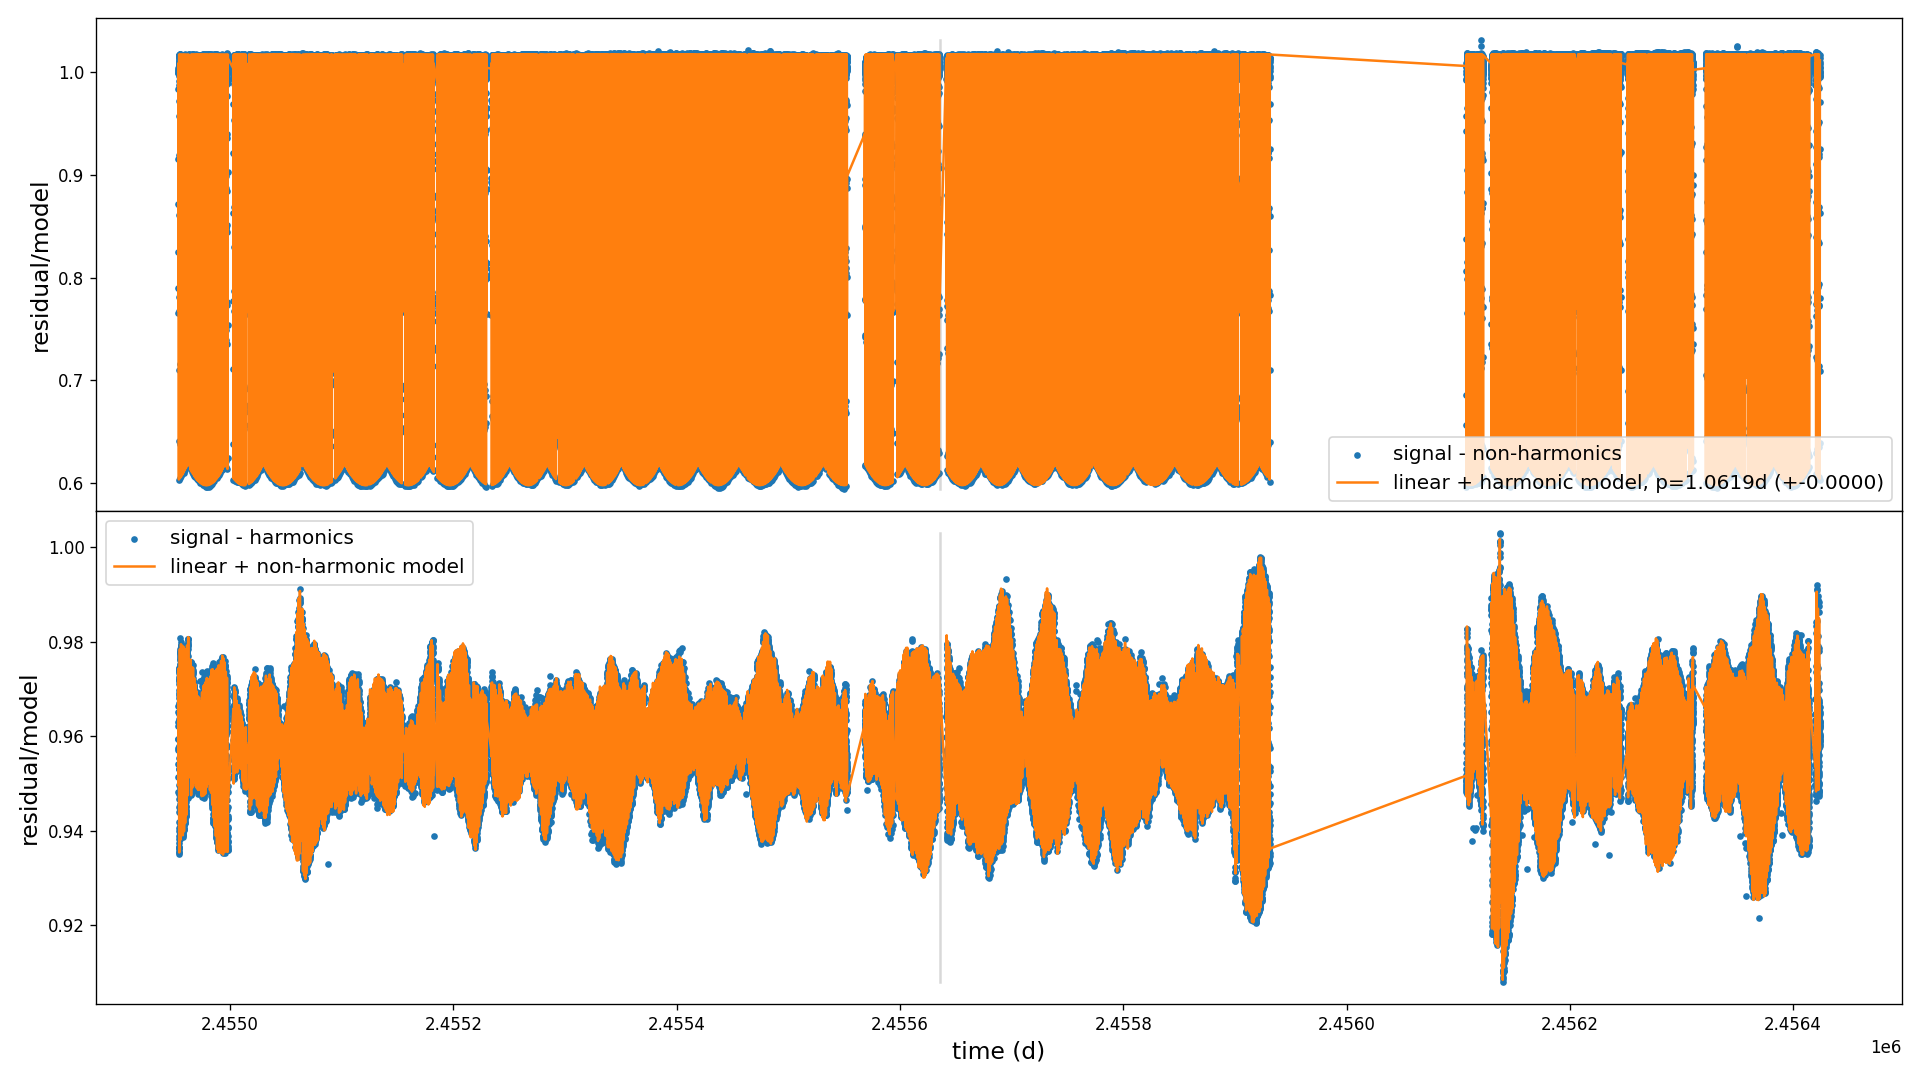 1.0
0.9
0.8
0.7
0.6
residual/model
signal - non-harmonics
linear + harmonic model, p=1.0619d (+-0.0000)
signal - harmonics
linear + non-harmonic model
1.00
0.98
0.96
0.94
0.92
residual/model
2.4550 2.4552 2.4554 2.4556 2.4558 2.4560 2.4562 2.4564
time (d)
1e6